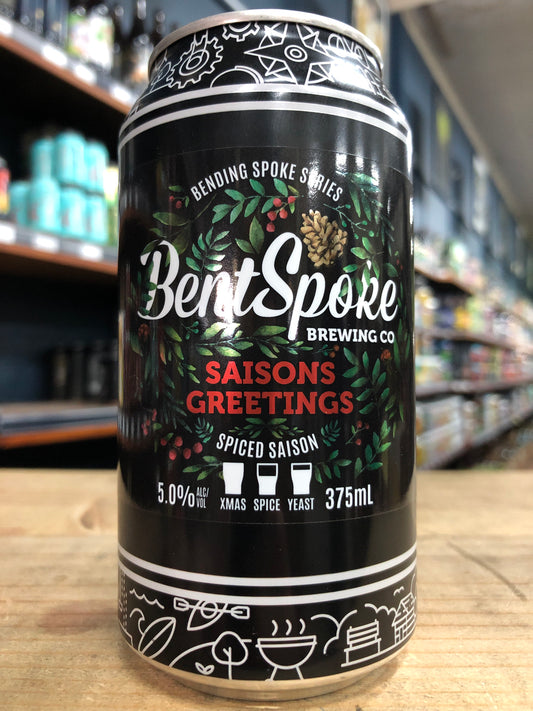 BENDING SPOKE SERIES
BentSpoke
BREWING CO
SAISONS
GREETINGS
SPICED SAISON
5.0% ALC/VOL XMAS SPICE YEAST 375mL